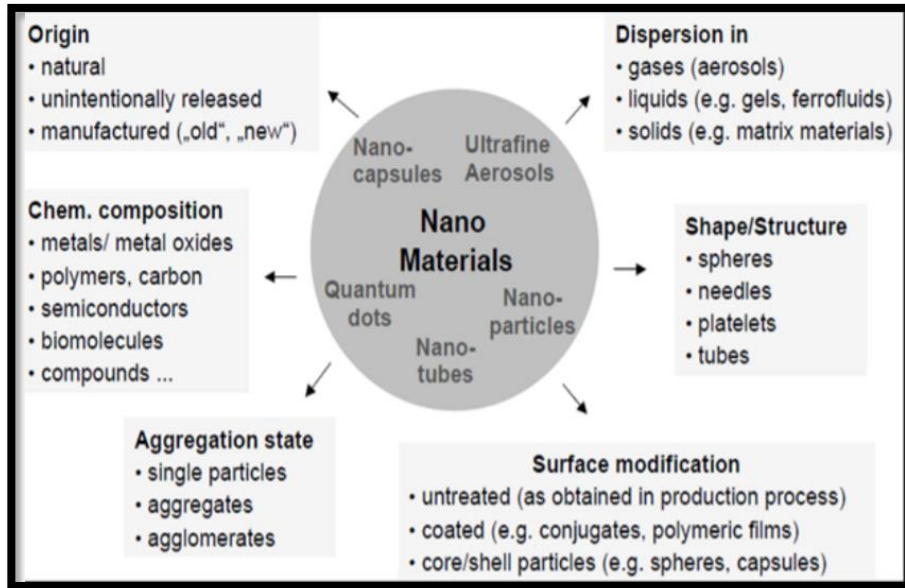 Origin
• natural
• unintentionally released
• manufactured („old“, „new“)
Dispersion in
• gases (aerosols)
• liquids (e.g. gels, ferrofluids)
• solids (e.g. matrix materials)
Nano-
capsules
Ultrafine
Aerosols
Nano
Materials
Quantum
dots
Nano-
particles
Nano-
tubes
Chem. composition
• metals/ metal oxides
• polymers, carbon
• semiconductors
• biomolecules
• compounds ...
Shape/Structure
• spheres
• needles
• platelets
• tubes
Aggregation state
• single particles
• aggregates
• agglomerates
Surface modification
• untreated (as obtained in production process)
• coated (e.g. conjugates, polymeric films)
• core/shell particles (e.g. spheres, capsules)